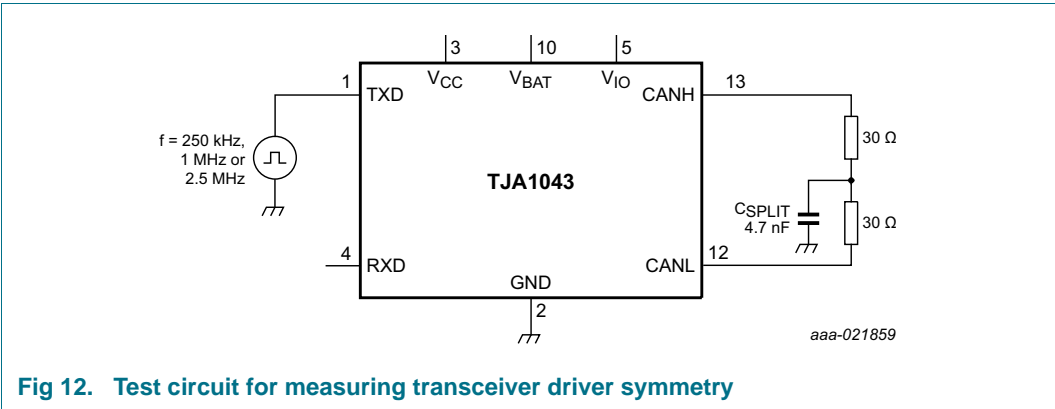 3
10
5
VCC
VBAT
VIO
1
TXD
CANH
13
f = 250 kHz,
1 MHz or
2.5 MHz
30 Ω
TJA1043
CSPLIT
4.7 nF
30 Ω
4
RXD
CANL
12
GND
2
aaa-021859
Fig 12. Test circuit for measuring transceiver driver symmetry